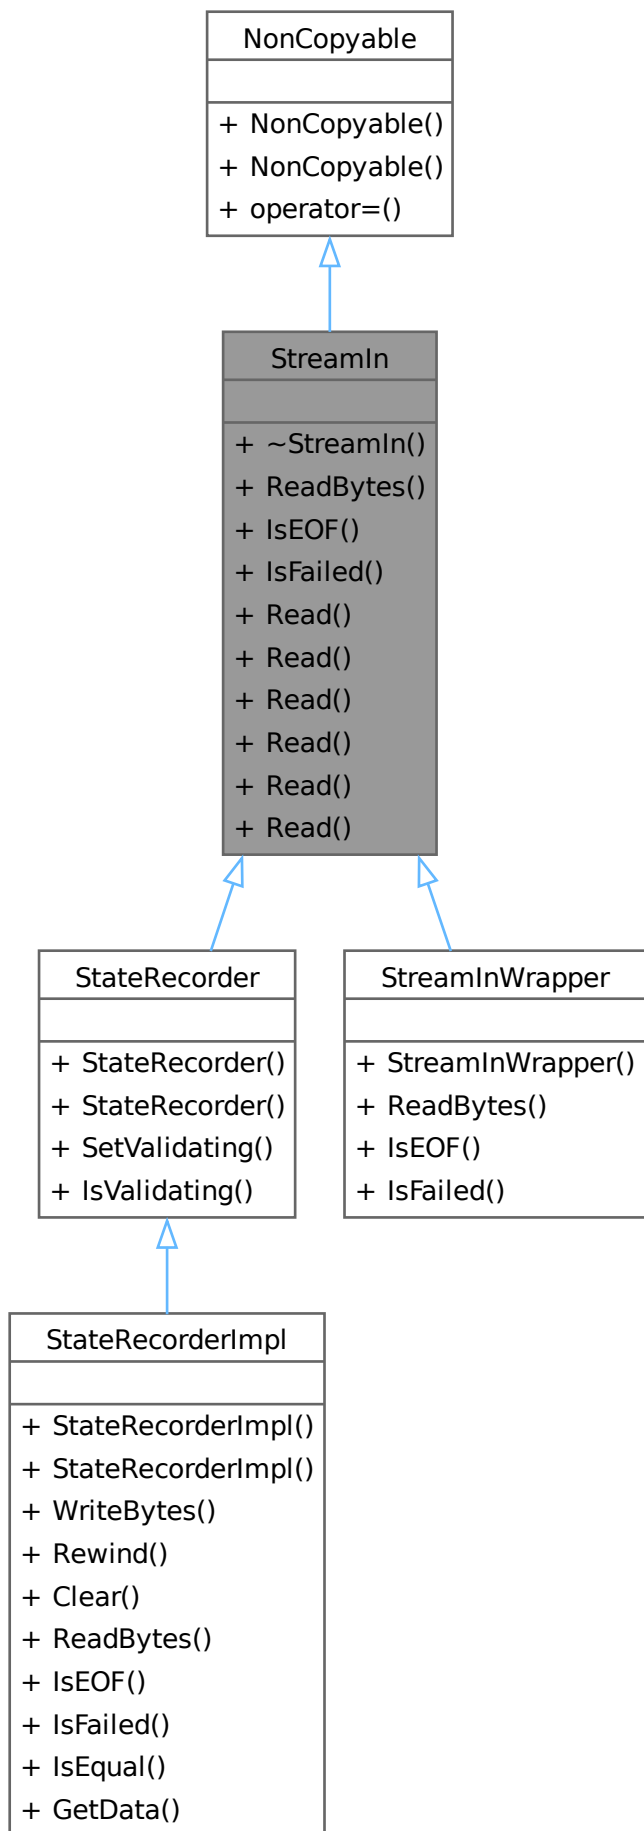 NonCopyable
+ NonCopyable()
+ NonCopyable()
+ operator=()
StreamIn
+ ~StreamIn()
+ ReadBytes()
+ IsEOF()
+ IsFailed()
+ Read()
+ Read()
+ Read()
+ Read()
+ Read()
+ Read()
StateRecorder
+ StateRecorder()
+ StateRecorder()
+ SetValidating()
+ IsValidating()
StreamInWrapper
+ StreamInWrapper()
+ ReadBytes()
+ IsEOF()
+ IsFailed()
StateRecorderImpl
+ StateRecorderImpl()
+ StateRecorderImpl()
+ WriteBytes()
+ Rewind()
+ Clear()
+ ReadBytes()
+ IsEOF()
+ IsFailed()
+ IsEqual()
+ GetData()